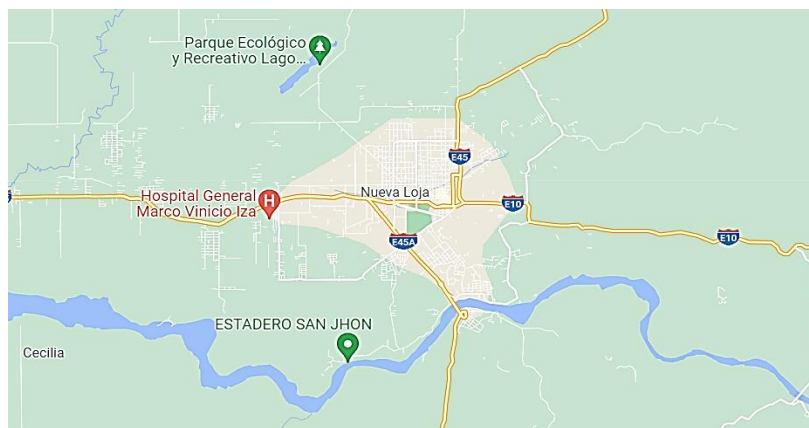 Parque Ecológico
y Recreativo Lago...
E45
Nueva Loja
Hospital General
Marco Vinicio Iza
H
E10
E45A
E10
ESTADERO SAN JHON
Cecilia